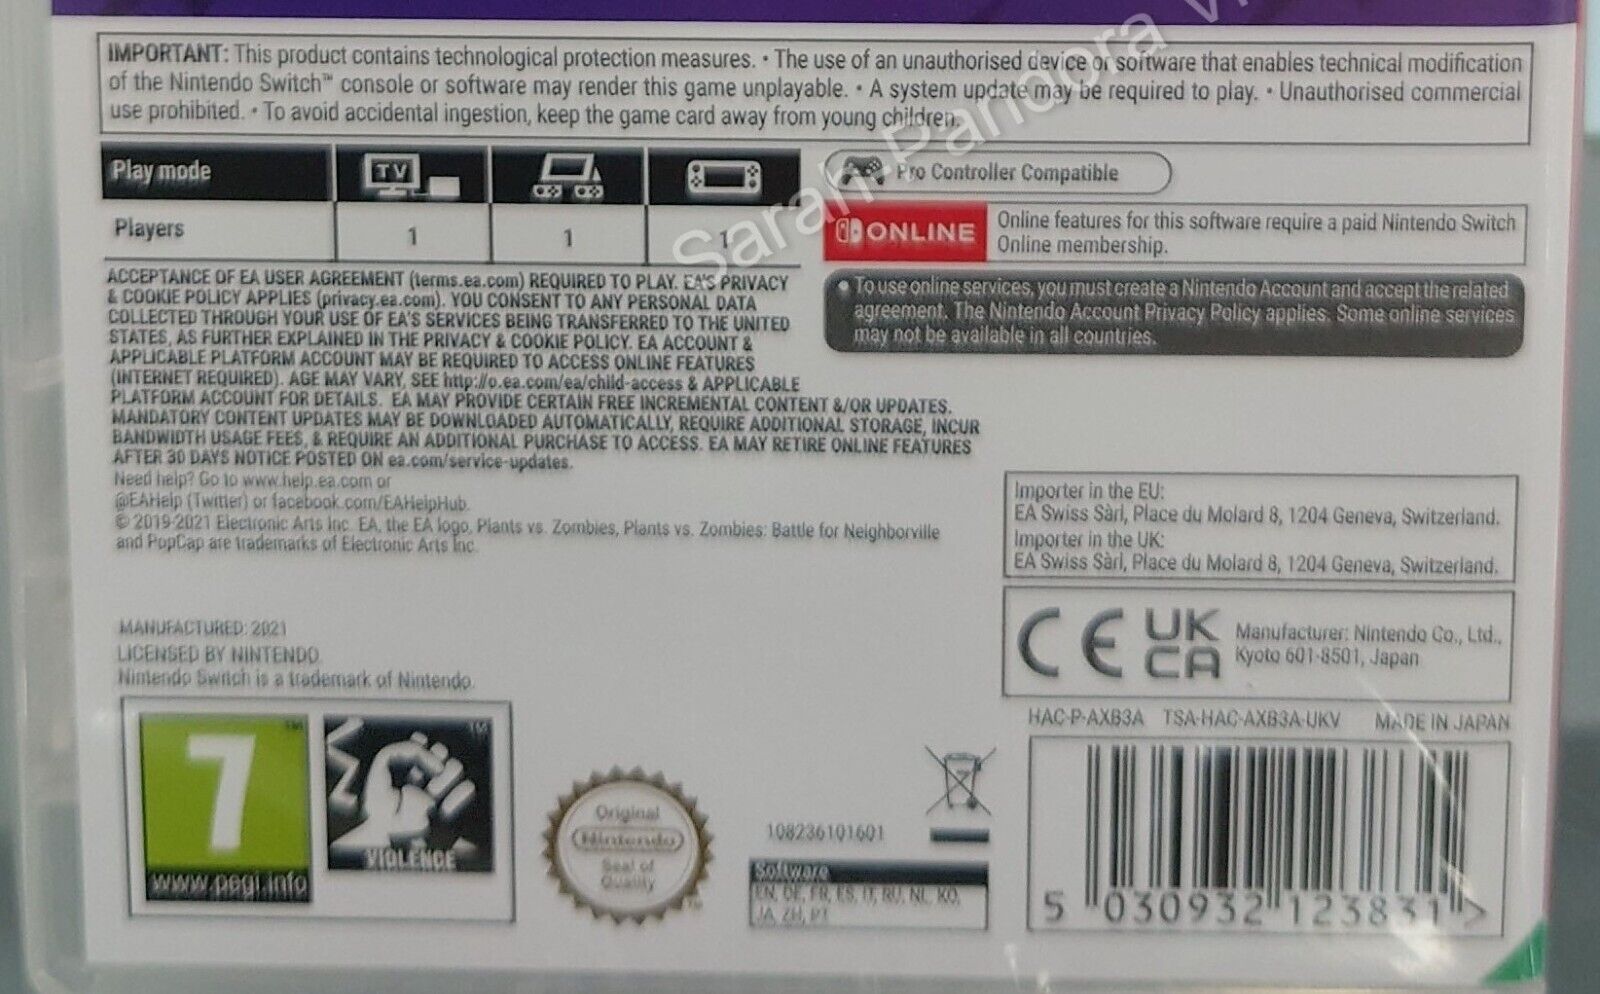 IMPORTANT: This product contains technological protection measures. • The use of an unauthorised device or software that enables technical modification
of the Nintendo Switch™ console or software may render this game unplayable. • A system update may be required to play. • Unauthorised commercial
use prohibited. • To avoid accidental ingestion, keep the game card away from young children.
Sarah-Pandora
Play mode
TV
Players
1
1
1
Pro Controller Compatible
ONLINE
Online features for this software require a paid Nintendo Switch
Online membership.
• To use online services, you must create a Nintendo Account and accept the related
agreement. The Nintendo Account Privacy Policy applies. Some online services
may not be available in all countries.
ACCEPTANCE OF EA USER AGREEMENT (terms.ea.com) REQUIRED TO PLAY. EA'S PRIVACY
& COOKIE POLICY APPLIES (privacy.ea.com). YOU CONSENT TO ANY PERSONAL DATA
COLLECTED THROUGH YOUR USE OF EA'S SERVICES BEING TRANSFERRED TO THE UNITED
STATES, AS FURTHER EXPLAINED IN THE PRIVACY & COOKIE POLICY. EA ACCOUNT &
APPLICABLE PLATFORM ACCOUNT MAY BE REQUIRED TO ACCESS ONLINE FEATURES
(INTERNET REQUIRED). AGE MAY VARY, SEE http://o.ea.com/ea/child-access & APPLICABLE
PLATFORM ACCOUNT FOR DETAILS. EA MAY PROVIDE CERTAIN FREE INCREMENTAL CONTENT &/OR UPDATES.
MANDATORY CONTENT UPDATES MAY BE DOWNLOADED AUTOMATICALLY, REQUIRE ADDITIONAL STORAGE, INCUR
BANDWIDTH USAGE FEES, & REQUIRE AN ADDITIONAL PURCHASE TO ACCESS. EA MAY RETIRE ONLINE FEATURES
AFTER 30 DAYS NOTICE POSTED ON ea.com/service-updates.
Need help? Go to www.help.ea.com or
@EAHelp (Twitter) or facebook.com/EAHelpHub.
© 2019-2021 Electronic Arts Inc. EA, the EA logo, Plants vs. Zombies, Plants vs. Zombies: Battle for Neighborville
and PopCap are trademarks of Electronic Arts Inc.
Importer in the EU:
EA Swiss Sàrl, Place du Molard 8, 1204 Geneva, Switzerland.
Importer in the UK:
EA Swiss Sàrl, Place du Molard 8, 1204 Geneva, Switzerland.
CE UK
CA
Manufacturer: Nintendo Co., Ltd.,
Kyoto 601-8501, Japan
MANUFACTURED: 2021
LICENSED BY NINTENDO
Nintendo Switch is a trademark of Nintendo.
HAC-P-AXB3A TSA-HAC-AXB3A-UKV MADE IN JAPAN
7
www.pegi.info
VIOLENCE
Original
Nintendo
Seal of
Quality
108236101601
Software
EN, DE, FR, ES, IT, RU, NL, KO,
JA, ZH, PT
5 030932 123831 >